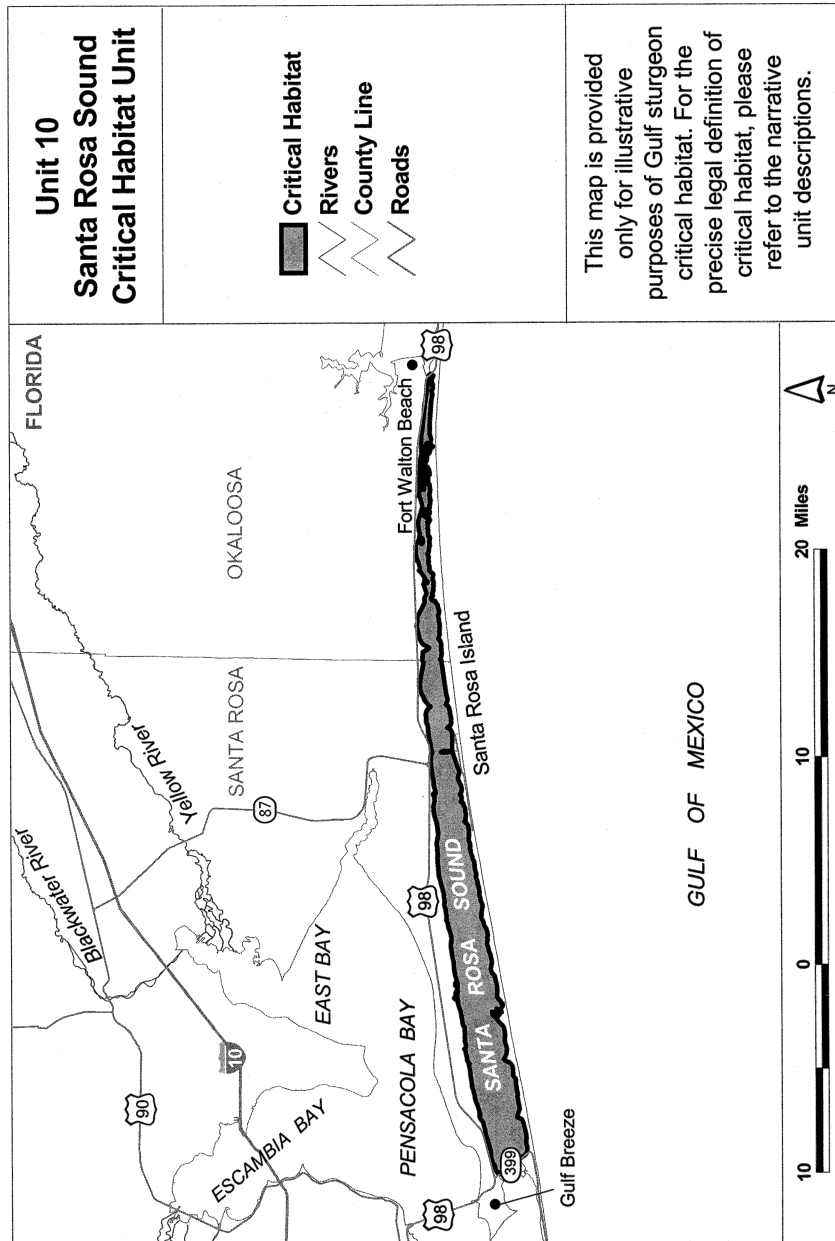 Unit 10
Santa Rosa Sound
Critical Habitat Unit
Critical Habitat
Rivers
County Line
Roads
This map is provided
only for illustrative
purposes of Gulf sturgeon
critical habitat. For the
precise legal definition of
critical habitat, please
refer to the narrative
unit descriptions.
FLORIDA
Blackwater River
Yellow River
OKALOOSA
SANTA ROSA
90
10
87
ESCAMBIA BAY
EAST BAY
PENSACOLA BAY
98
98
98
Fort Walton Beach
SANTA ROSA SOUND
Santa Rosa Island
399
Gulf Breeze
GULF OF MEXICO
10 0 10 20 Miles
N